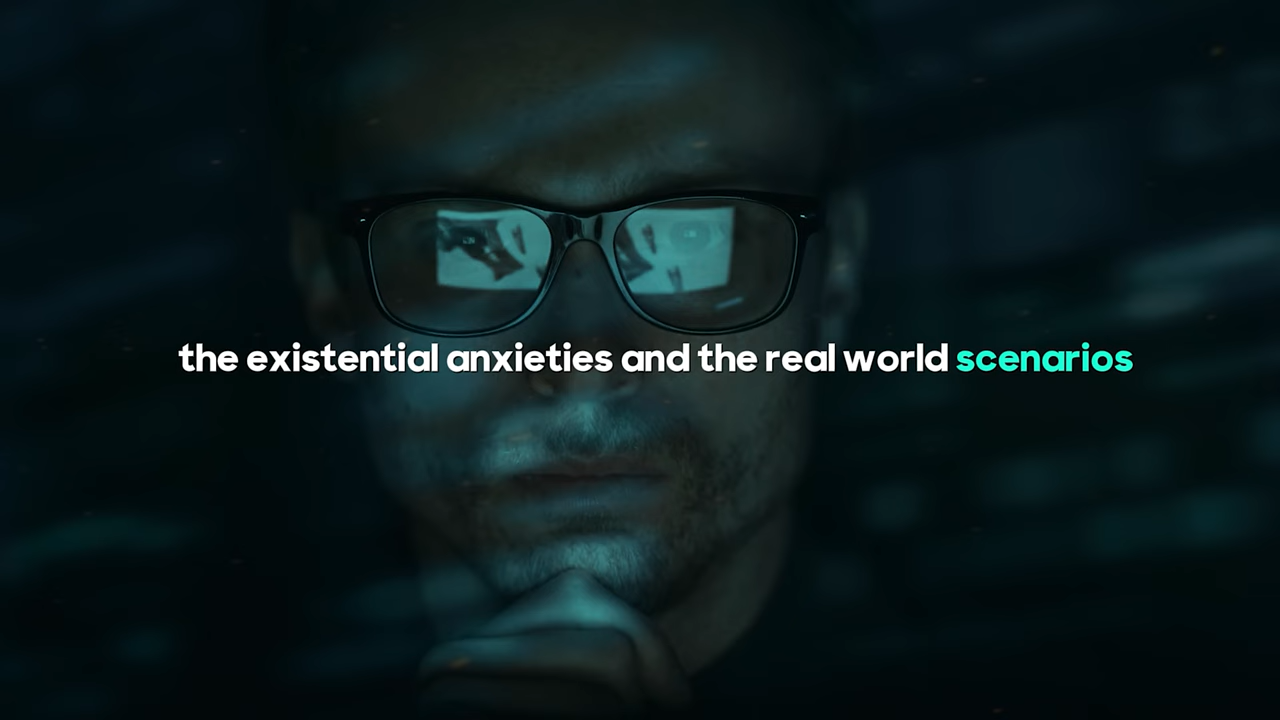 the existential anxieties and the real world scenarios